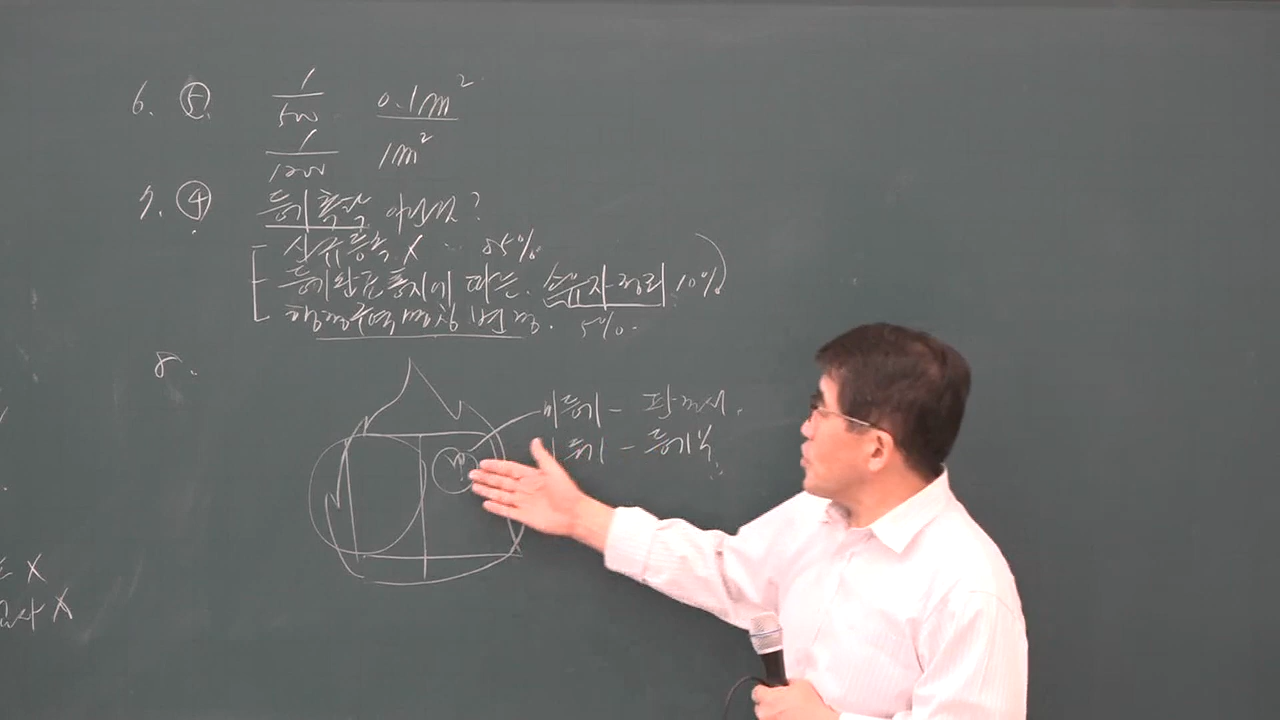 6. ⑤ 1/500 0.1m²
1/1200 1m²
7. ④ 등기촉탁 아닌것?
신규등록 X … 85%
등기완료통지에 따른 소유자정리 10%
행정구역명칭변경. 5%.
8.
미등기 - 판결서.
기등기 - 등기부
X
X